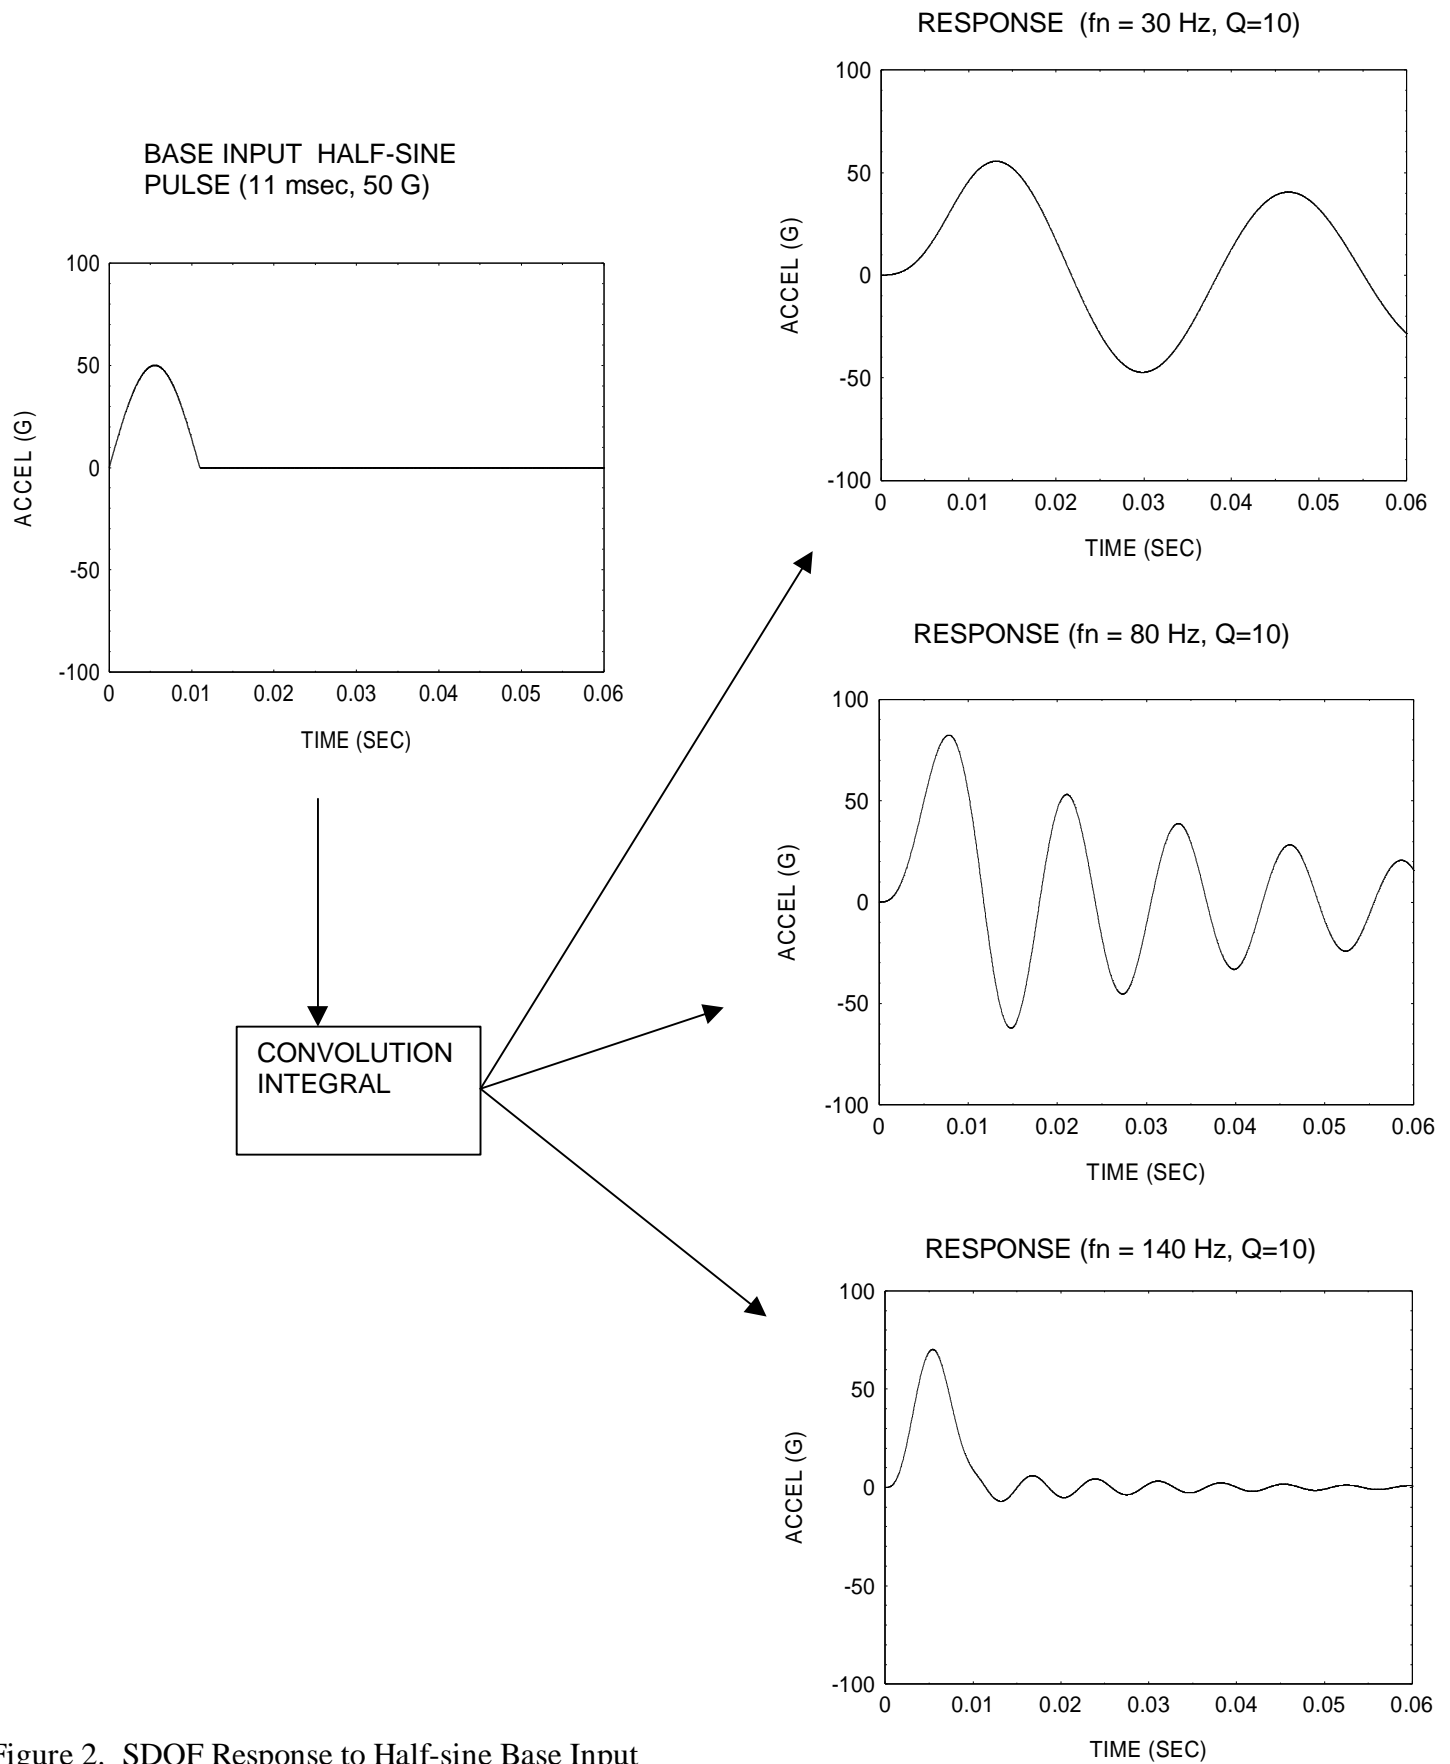 RESPONSE (fn = 30 Hz, Q=10)
100
50
0
-50
-100
ACCEL (G)
0 0.01 0.02 0.03 0.04 0.05 0.06
TIME (SEC)
BASE INPUT HALF-SINE
PULSE (11 msec, 50 G)
100
50
0
-50
-100
ACCEL (G)
0 0.01 0.02 0.03 0.04 0.05 0.06
TIME (SEC)
CONVOLUTION
INTEGRAL
RESPONSE (fn = 80 Hz, Q=10)
100
50
0
-50
-100
ACCEL (G)
0 0.01 0.02 0.03 0.04 0.05 0.06
TIME (SEC)
RESPONSE (fn = 140 Hz, Q=10)
100
50
0
-50
-100
ACCEL (G)
0 0.01 0.02 0.03 0.04 0.05 0.06
TIME (SEC)
Figure 2. SDOF Response to Half-sine Base Input